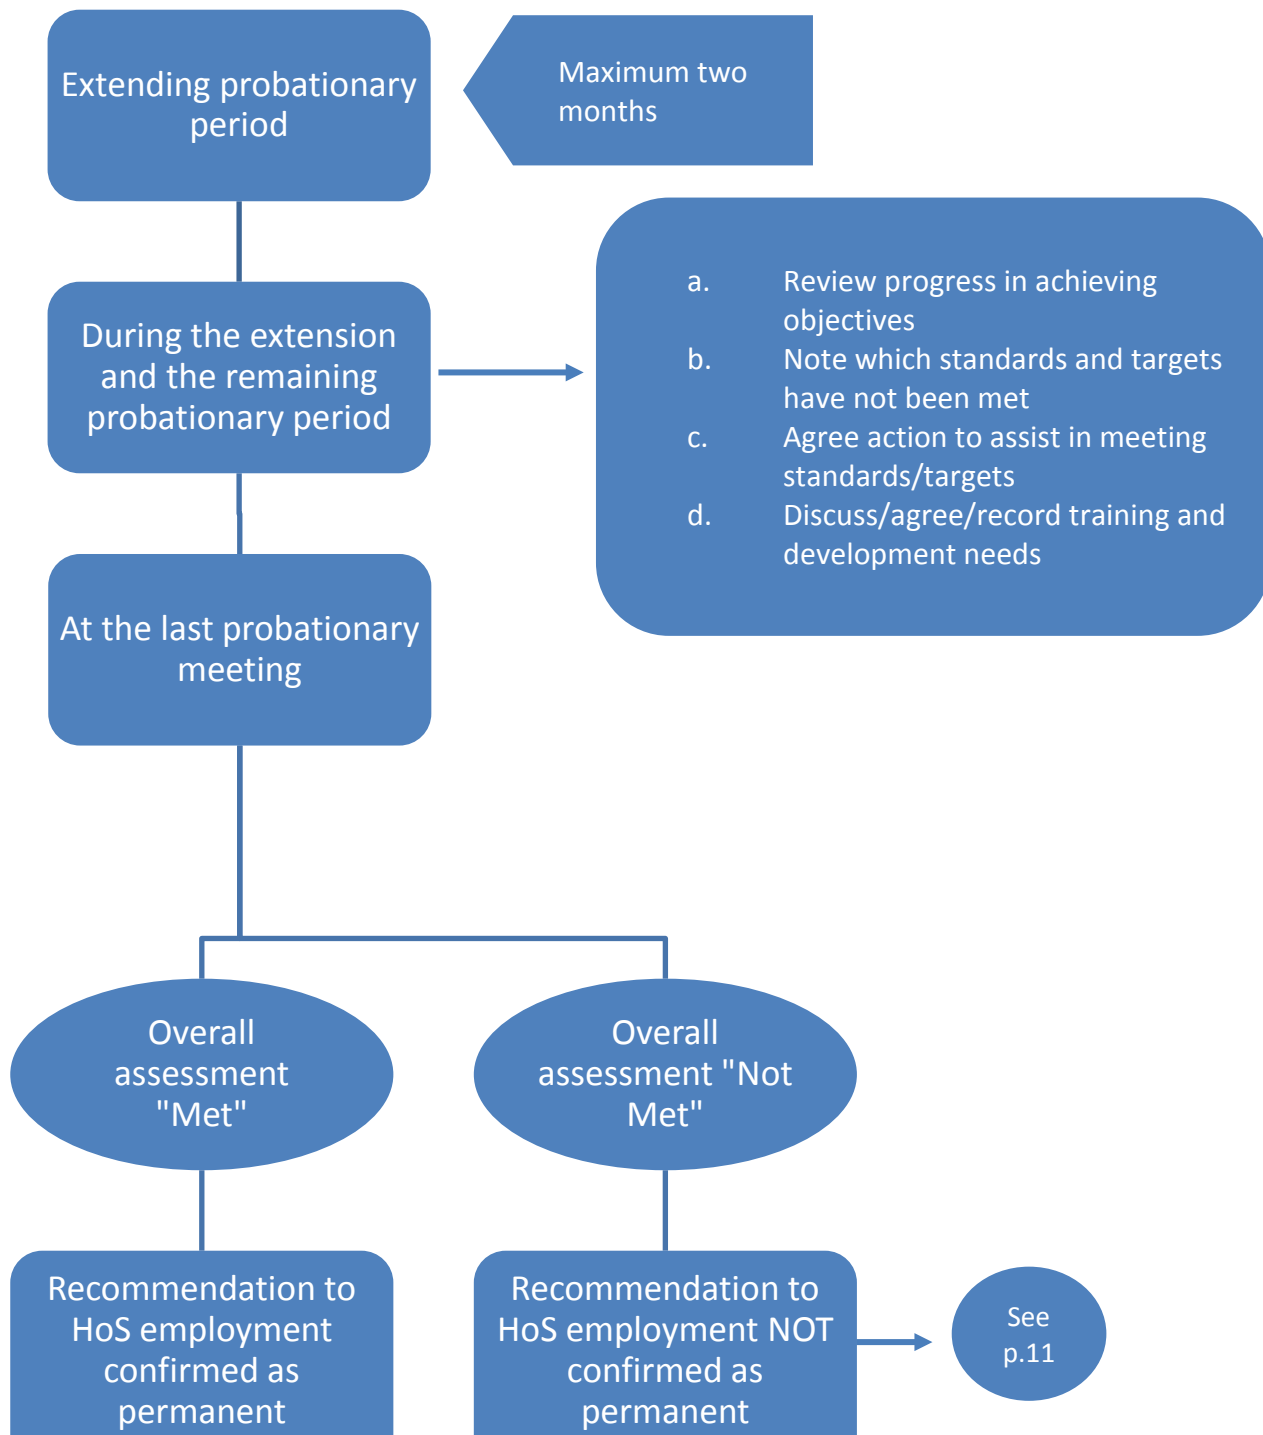 Extending probationary
period
Maximum two
months
During the extension
and the remaining
probationary period
a. Review progress in achieving
objectives
b. Note which standards and targets
have not been met
c. Agree action to assist in meeting
standards/targets
d. Discuss/agree/record training and
development needs
At the last probationary
meeting
Overall
assessment
"Met"
Overall
assessment "Not
Met"
Recommendation to
HoS employment
confirmed as
permanent
Recommendation to
HoS employment NOT
confirmed as
permanent
See
p.11